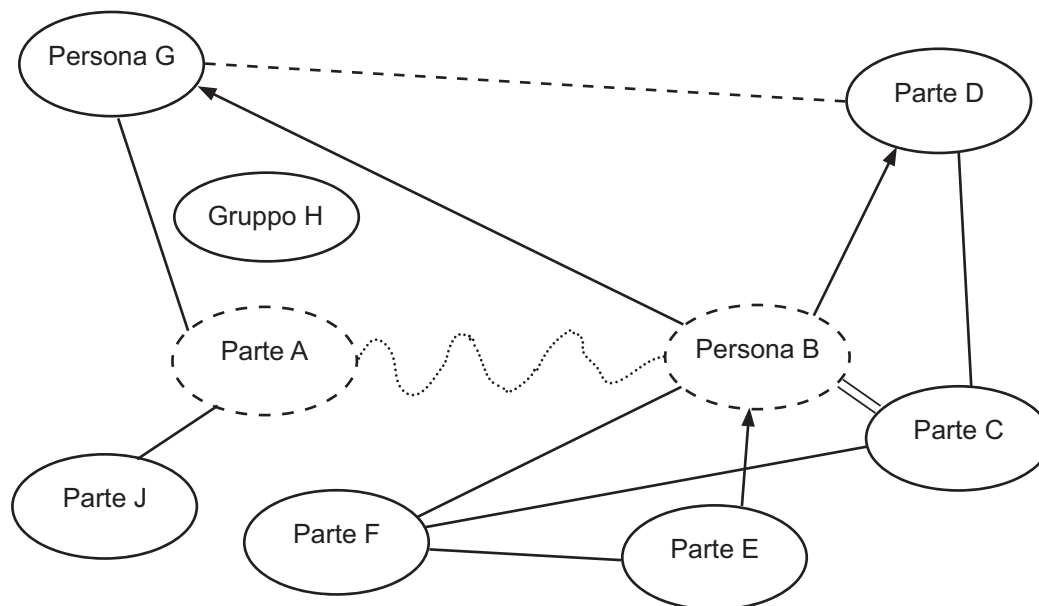 Persona G
Parte D
Gruppo H
Parte A
Persona B
Parte C
Parte J
Parte F
Parte E